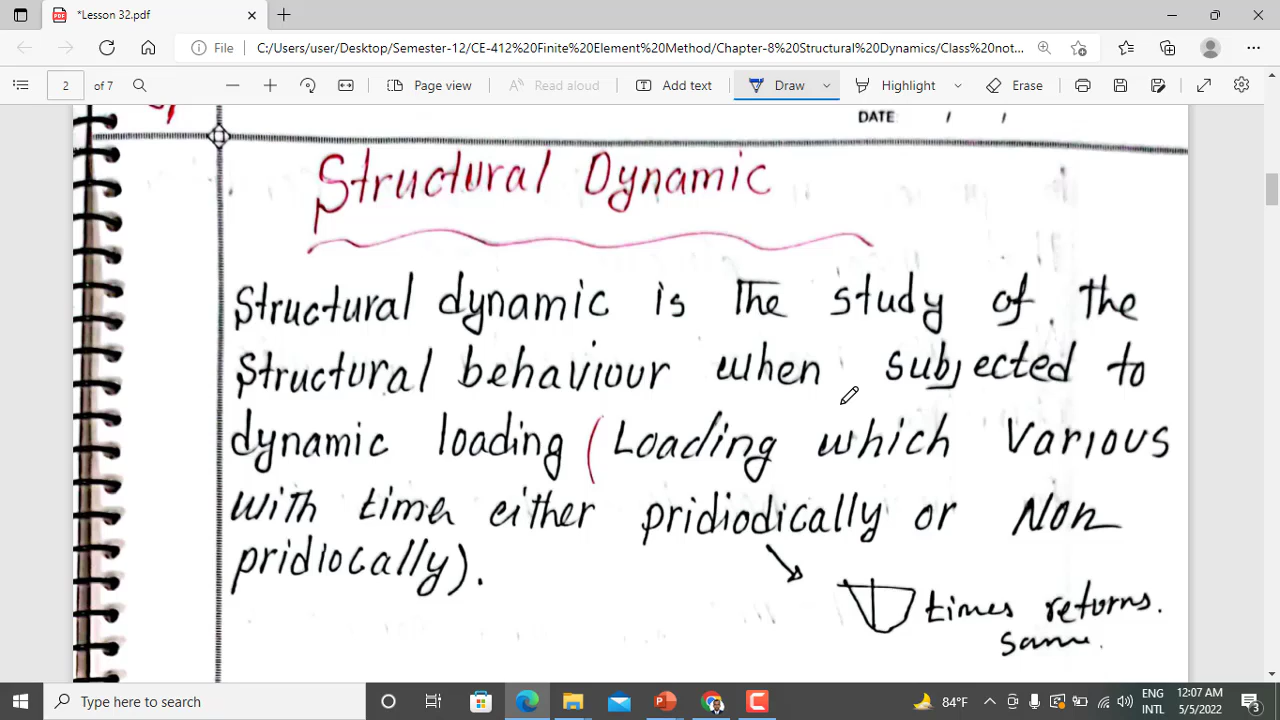 *Lesson 32.pdf
File
C:/Users/user/Desktop/Semester-12/CE-412%20Finite%20Element%20Method/Chapter-8%20Structural%20Dynamics/Class%20not...
2 of 7
Page view
Read aloud
Add text
Draw
Highlight
Erase
DATE / /
Structural Dynamic
Structural dynamic is The study of the
structural behaviour when subjected to
dynamic loading (Loading which Various
with time either pridiodically or Non
pridiocally).
times returns.
same.
Type here to search
84°F
ENG
INTL
12:07 AM
5/5/2022
3